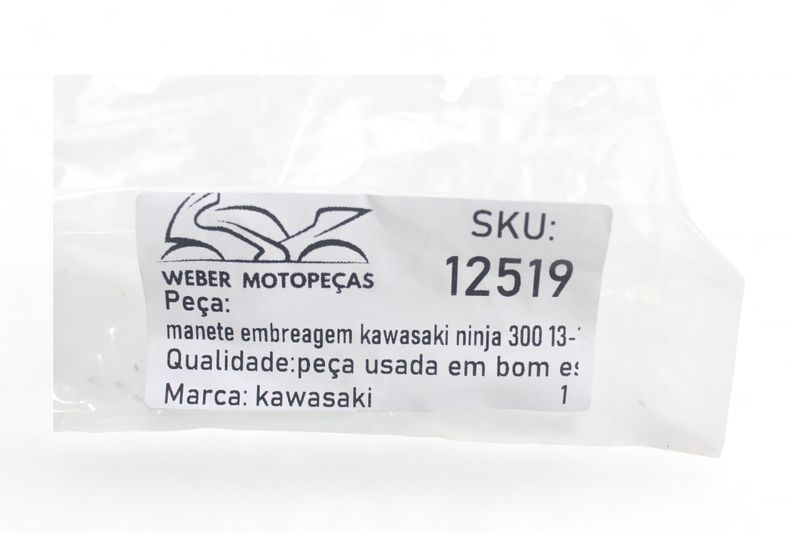 WEBER MOTOPEÇAS
SKU:
12519
Peça:
manete embreagem kawasaki ninja 300 13-
Qualidade:peça usada em bom es
Marca: kawasaki 1